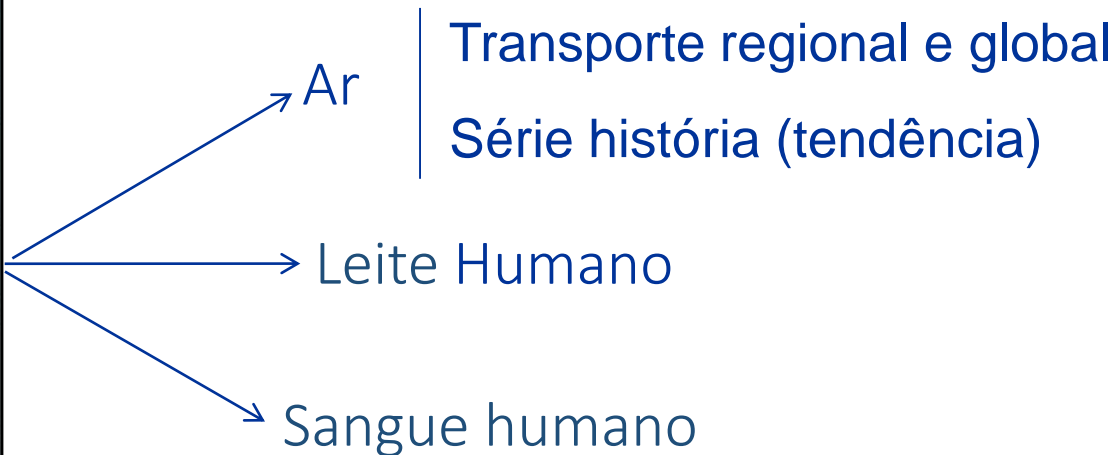 Transporte regional e global
Ar
Série história (tendência)
Leite Humano
Sangue humano